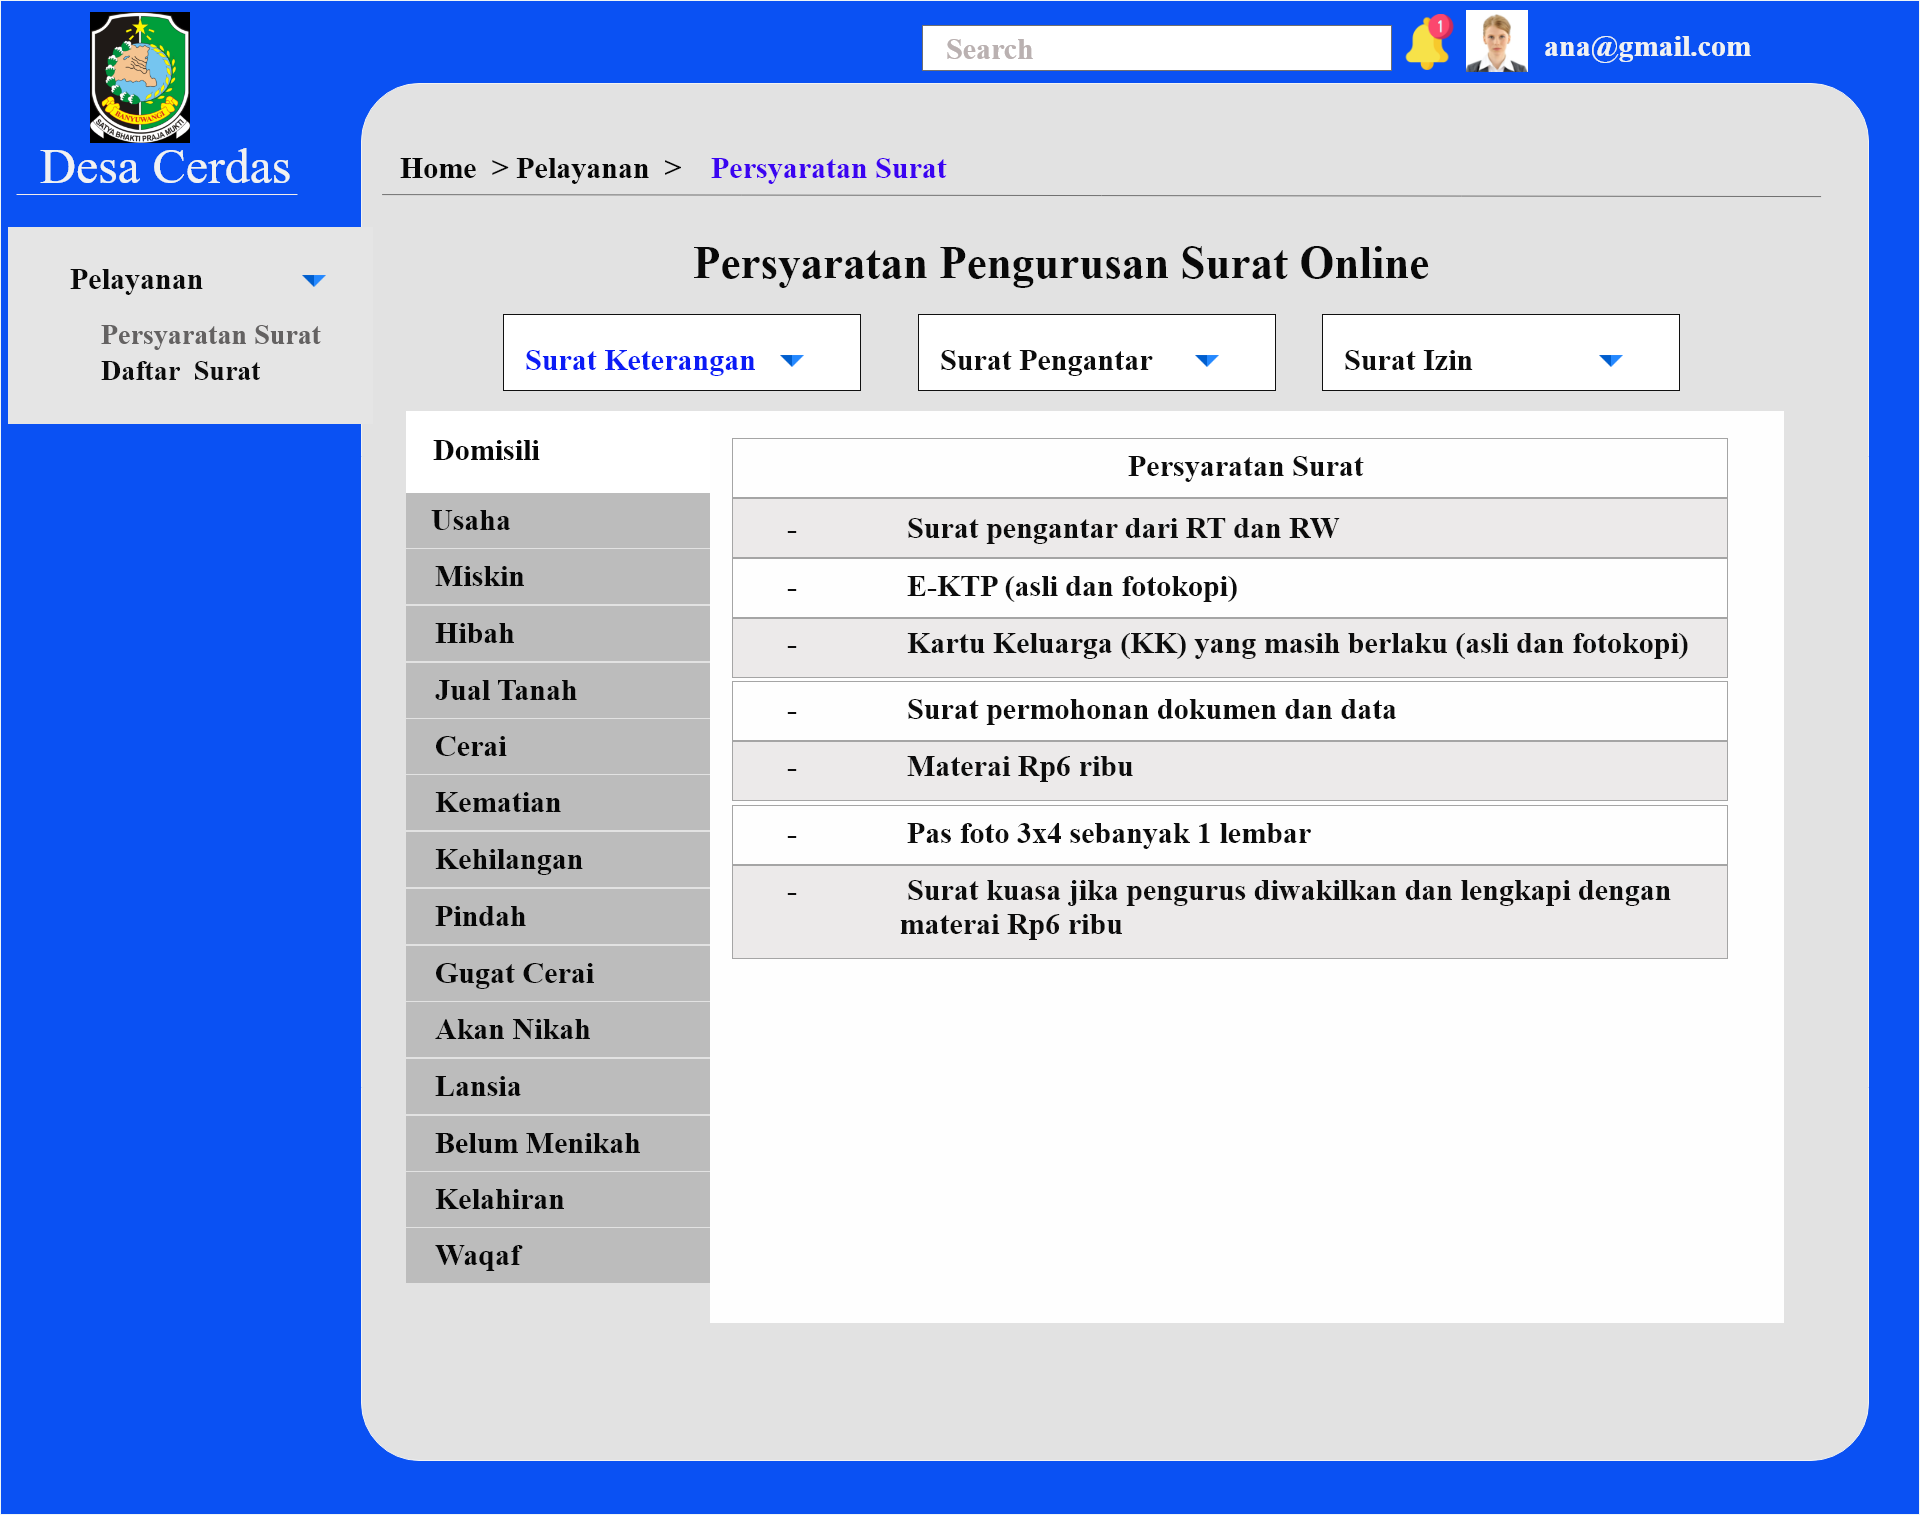 BANYUWANGI
SATYA BHAKTI PRAJA MUKTI
Desa Cerdas
Search
1
ana@gmail.com
Home > Pelayanan > Persyaratan Surat
Pelayanan
Persyaratan Surat
Daftar Surat
Persyaratan Pengurusan Surat Online
Surat Keterangan
Surat Pengantar
Surat Izin
Domisili
Usaha
Miskin
Hibah
Jual Tanah
Cerai
Kematian
Kehilangan
Pindah
Gugat Cerai
Akan Nikah
Lansia
Belum Menikah
Kelahiran
Waqaf
Persyaratan Surat
- Surat pengantar dari RT dan RW
- E-KTP (asli dan fotokopi)
- Kartu Keluarga (KK) yang masih berlaku (asli dan fotokopi)
- Surat permohonan dokumen dan data
- Materai Rp6 ribu
- Pas foto 3x4 sebanyak 1 lembar
- Surat kuasa jika pengurus diwakilkan dan lengkapi dengan
materai Rp6 ribu